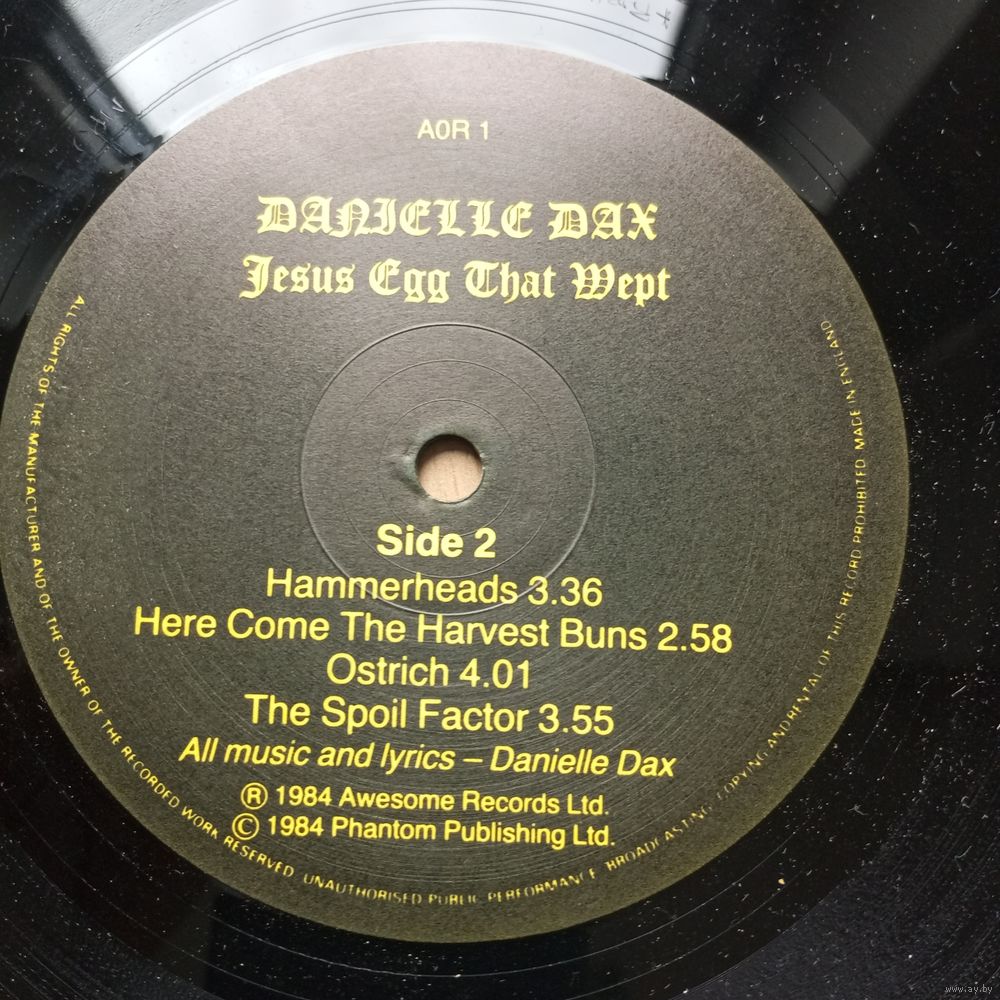 A0R 1
DANIELLE DAX
Jesus Egg That Wept
Side 2
Hammerheads 3.36
Here Come The Harvest Buns 2.58
Ostrich 4.01
The Spoil Factor 3.55
All music and lyrics – Danielle Dax
Ⓡ 1984 Awesome Records Ltd.
© 1984 Phantom Publishing Ltd.
ALL RIGHTS OF THE MANUFACTURER AND OF THE OWNER OF THE RECORDED WORK RESERVED UNAUTHORISED PUBLIC PERFORMANCE BROADCASTING COPYING AND RENTAL OF THIS RECORD PROHIBITED MADE IN ENGLAND
www.ay.by